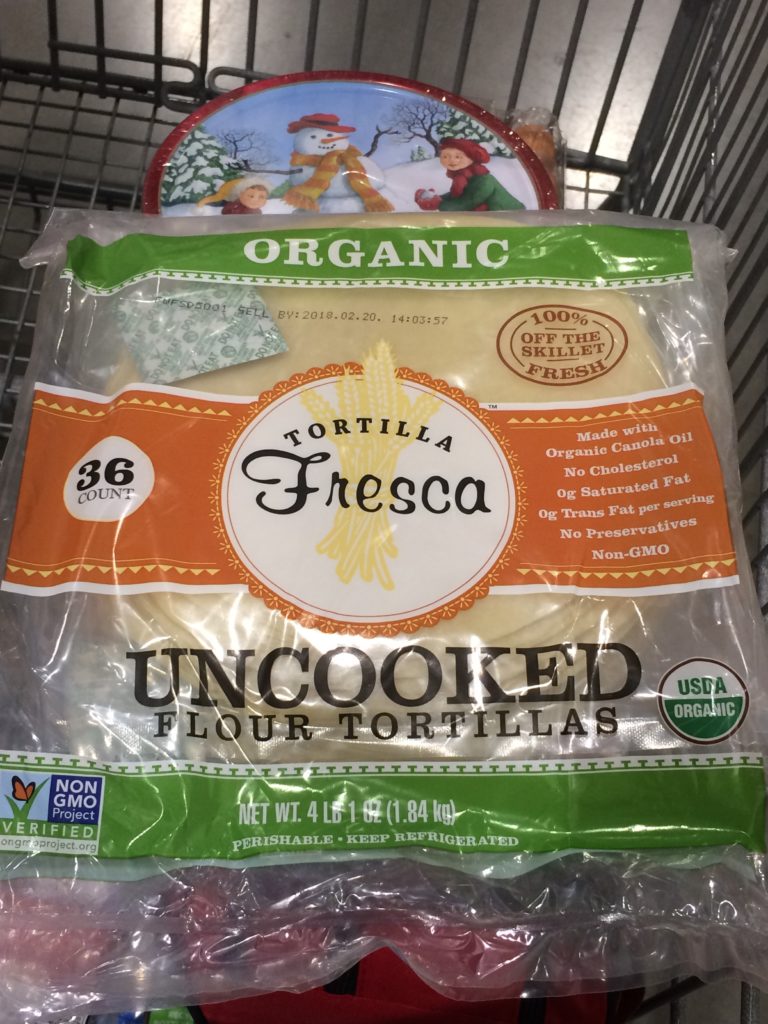 ORGANIC
SELL BY:2018.02.20. 14:03:57
100%
OFF THE
SKILLET
FRESH
TORTILLA
Fresca
™
36
COUNT
Made with
Organic Canola Oil
No Cholesterol
0g Saturated Fat
0g Trans Fat per serving
No Preservatives
Non-GMO
UNCOOKED
FLOUR TORTILLAS
USDA
ORGANIC
NON
GMO
Project
VERIFIED
nongmoproject.org
NET WT. 4 LB 1 OZ (1.84 kg)
PERISHABLE • KEEP REFRIGERATED